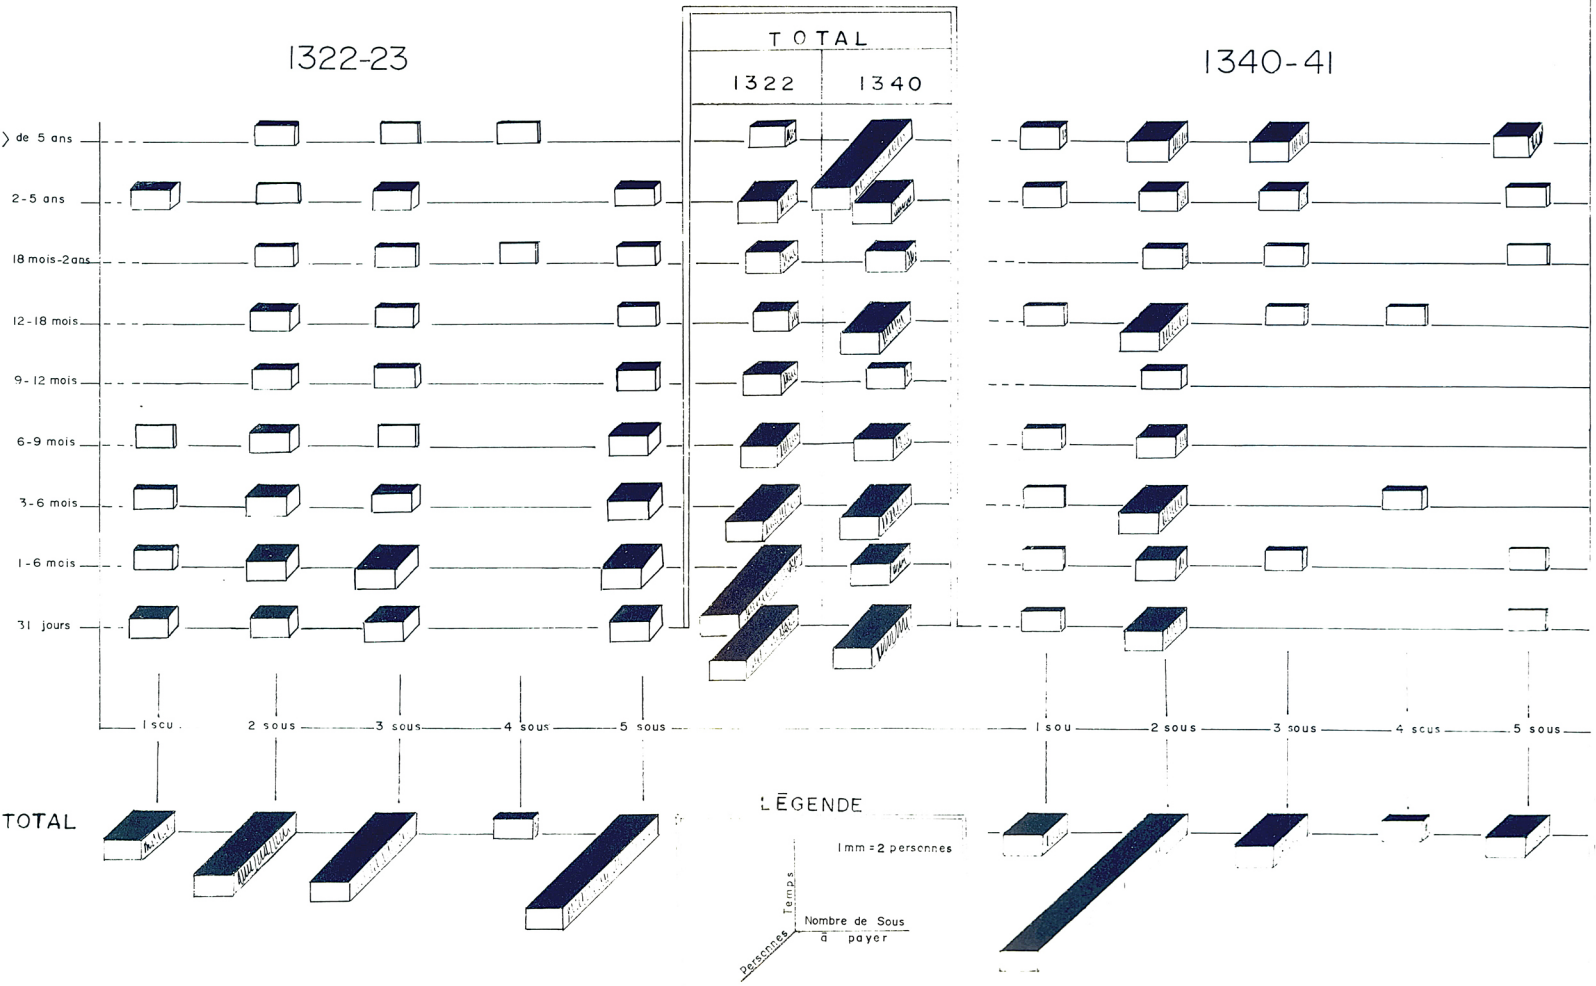 1322-23
TOTAL
1322 1340
1340-41
> de 5 ans
2-5 ans
18 mois-2ans
12-18 mois
9-12 mois
6-9 mois
3-6 mois
1-6 mois
31 jours
1 scu. 2 sous 3 sous 4 sous 5 sous
1 sou 2 sous 3 sous 4 scus 5 sous
TOTAL
LĒGENDE
1mm = 2 personnes
Temps
Nombre de Sous
ā payer
Personnes